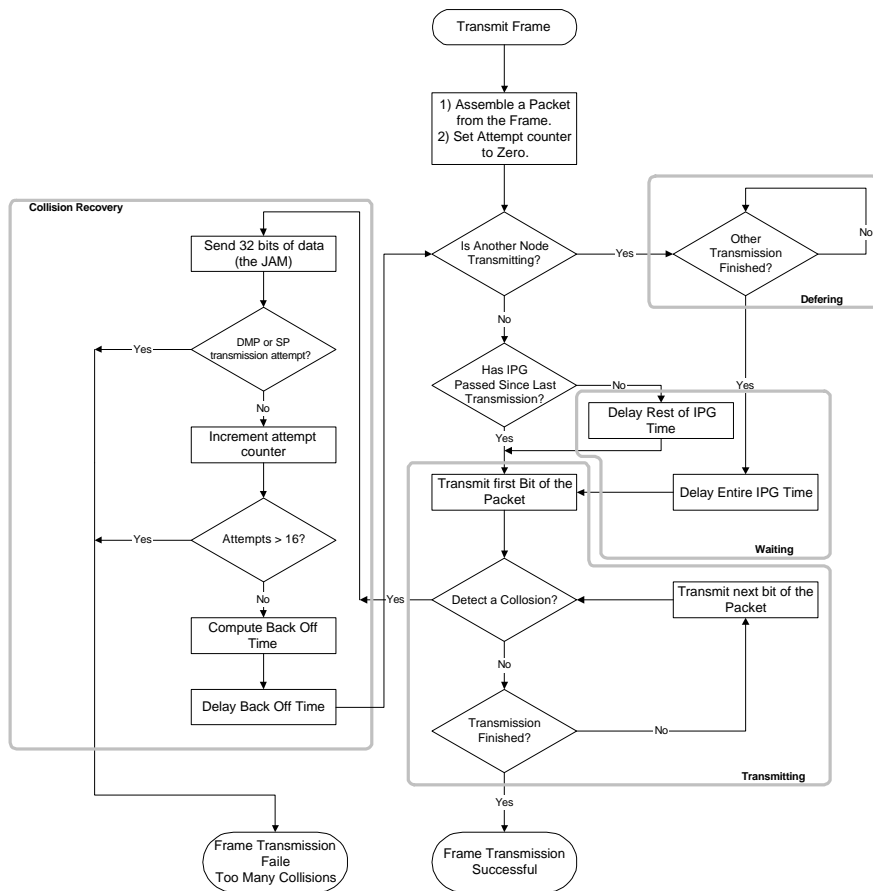 Transmit Frame
1) Assemble a Packet
from the Frame.
2) Set Attempt counter
to Zero.
Collision Recovery
Send 32 bits of data
(the JAM)
Is Another Node
Transmitting?
Yes
Other
Transmission
Finished?
No
Defering
No
Yes
DMP or SP
transmission attempt?
No
Has IPG
Passed Since Last
Transmission?
No
Yes
Delay Rest of IPG
Time
Yes
Increment attempt
counter
Transmit first Bit of the
Packet
Delay Entire IPG Time
Waiting
Yes
Attempts > 16?
No
Yes
Detect a Collosion?
Transmit next bit of the
Packet
Compute Back Off
Time
No
Delay Back Off Time
Transmission
Finished?
No
Transmitting
Yes
Frame Transmission
Faile
Too Many Collisions
Frame Transmission
Successful